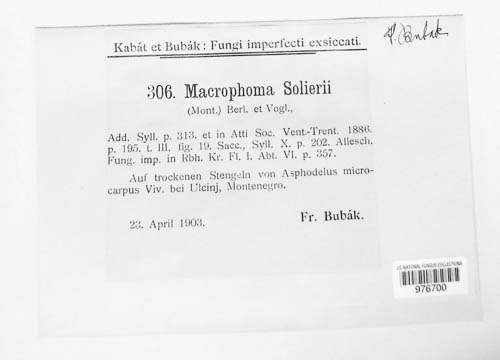 F. Bubák
Kabát et Bubák: Fungi imperfecti exsiccati.
306. Macrophoma Solierii
(Mont.) Berl. et Vogl.,
Add. Syll. p. 313. et in Atti Soc. Vent.-Trent. 1886.
p. 195. t. III. fig. 19. Sacc., Syll. X. p. 202. Allesch.
Fung. imp. in Rbh. Kr. Fl. I. Abt. VI. p. 357.
Auf trockenen Stengeln von Asphodelus micro-
carpus Viv. bei Ulcinj, Montenegro.
23. April 1903. Fr. Bubák.
US NATIONAL FUNGUS COLLECTIONS
976700